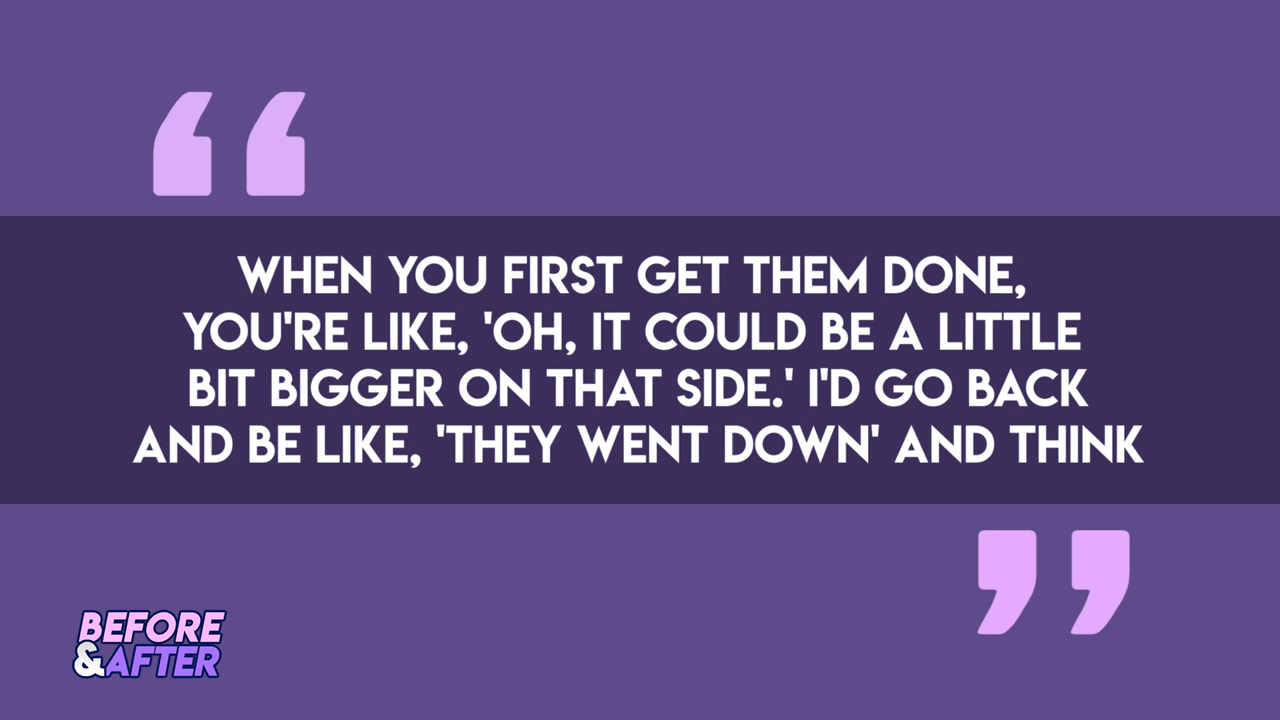 “
WHEN YOU FIRST GET THEM DONE,
YOU'RE LIKE, 'OH, IT COULD BE A LITTLE
BIT BIGGER ON THAT SIDE.' I'D GO BACK
AND BE LIKE, 'THEY WENT DOWN' AND THINK
”
BEFORE
&AFTER